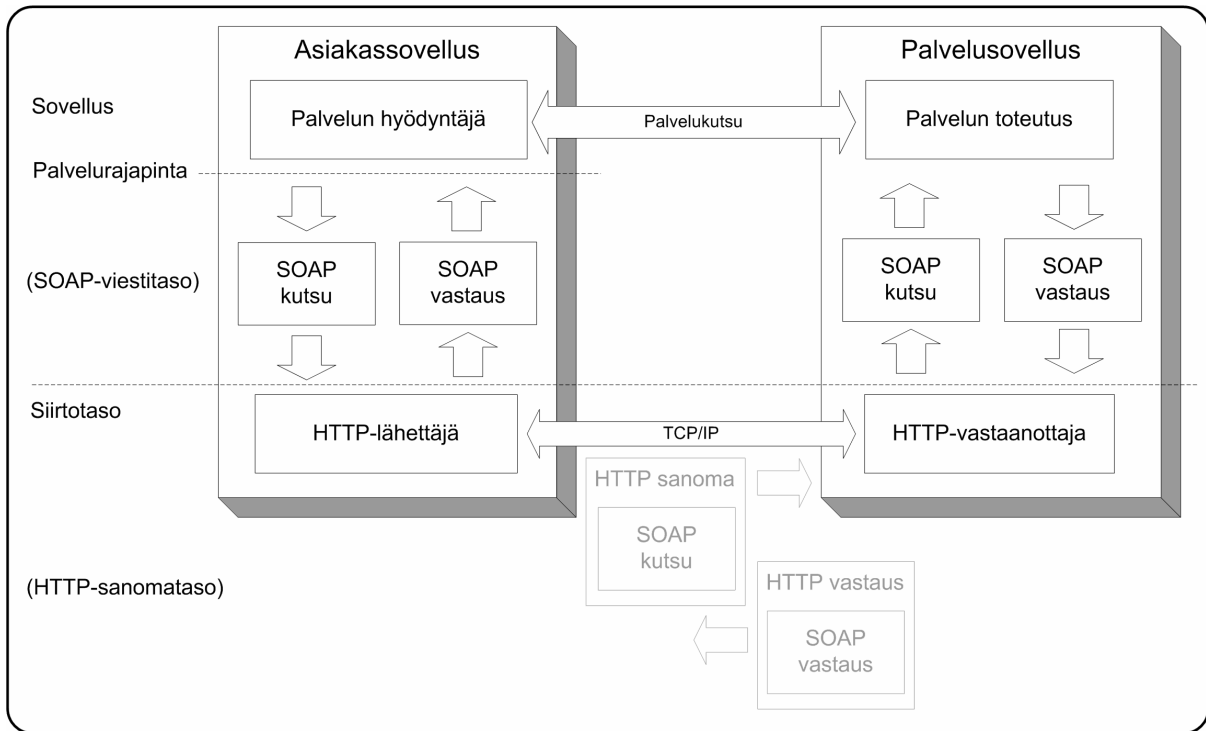 Asiakassovellus
Palvelusovellus
Sovellus
Palvelun hyödyntäjä
Palvelukutsu
Palvelun toteutus
Palvelurajapinta
(SOAP-viestitaso)
SOAP
kutsu
SOAP
vastaus
SOAP
kutsu
SOAP
vastaus
Siirtotaso
HTTP-lähettäjä
TCP/IP
HTTP-vastaanottaja
HTTP sanoma
SOAP
kutsu
(HTTP-sanomataso)
HTTP vastaus
SOAP
vastaus